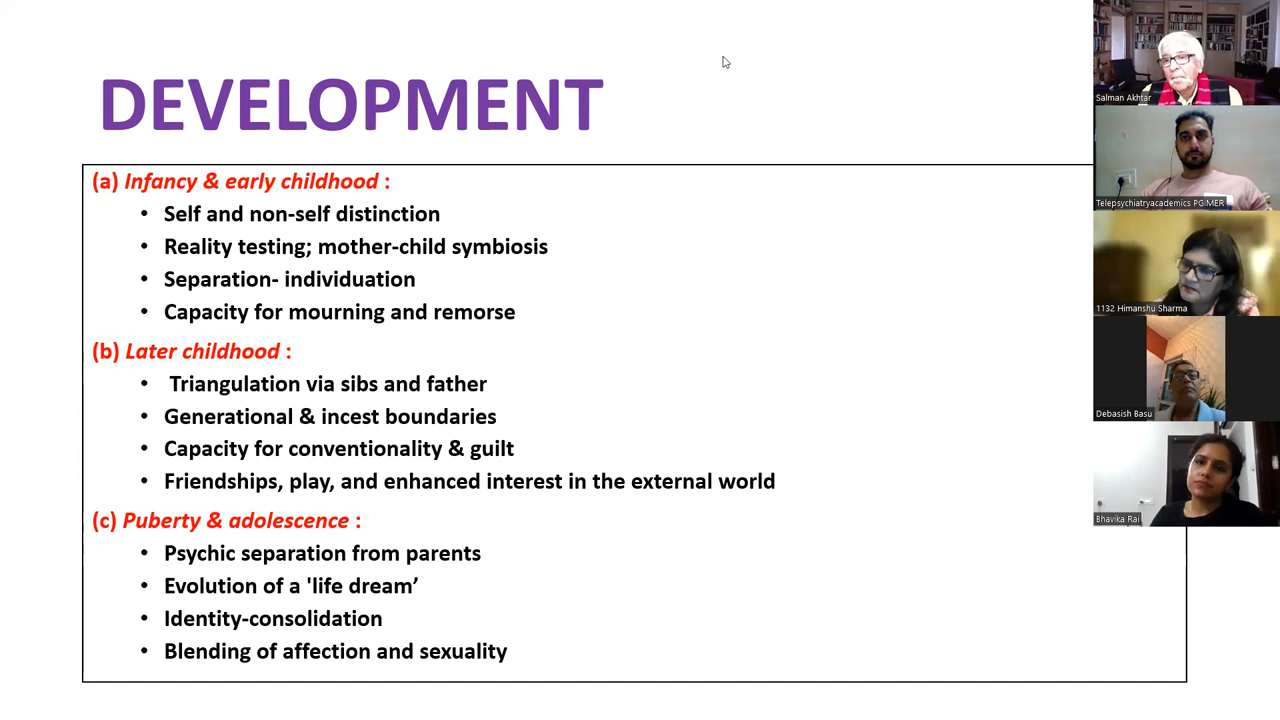 DEVELOPMENT
(a) Infancy & early childhood :
• Self and non-self distinction
• Reality testing; mother-child symbiosis
• Separation- individuation
• Capacity for mourning and remorse
(b) Later childhood :
• Triangulation via sibs and father
• Generational & incest boundaries
• Capacity for conventionality & guilt
• Friendships, play, and enhanced interest in the external world
(c) Puberty & adolescence :
• Psychic separation from parents
• Evolution of a 'life dream’
• Identity-consolidation
• Blending of affection and sexuality
Salman Akhtar
Telepsychiatryacademics PGIMER
1132 Himanshu Sharma
Debasish Basu
Bhavika Rai